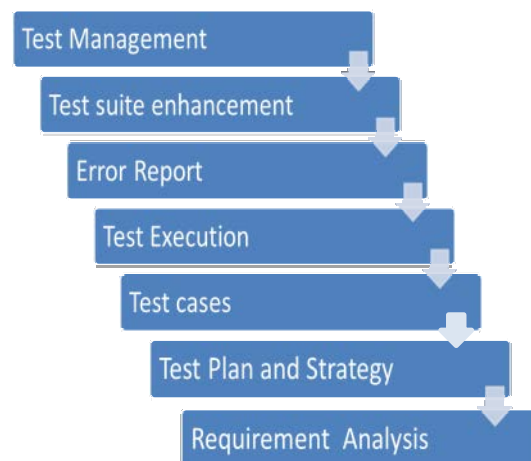 Test Management
Test suite enhancement
Error Report
Test Execution
Test cases
Test Plan and Strategy
Requirement Analysis